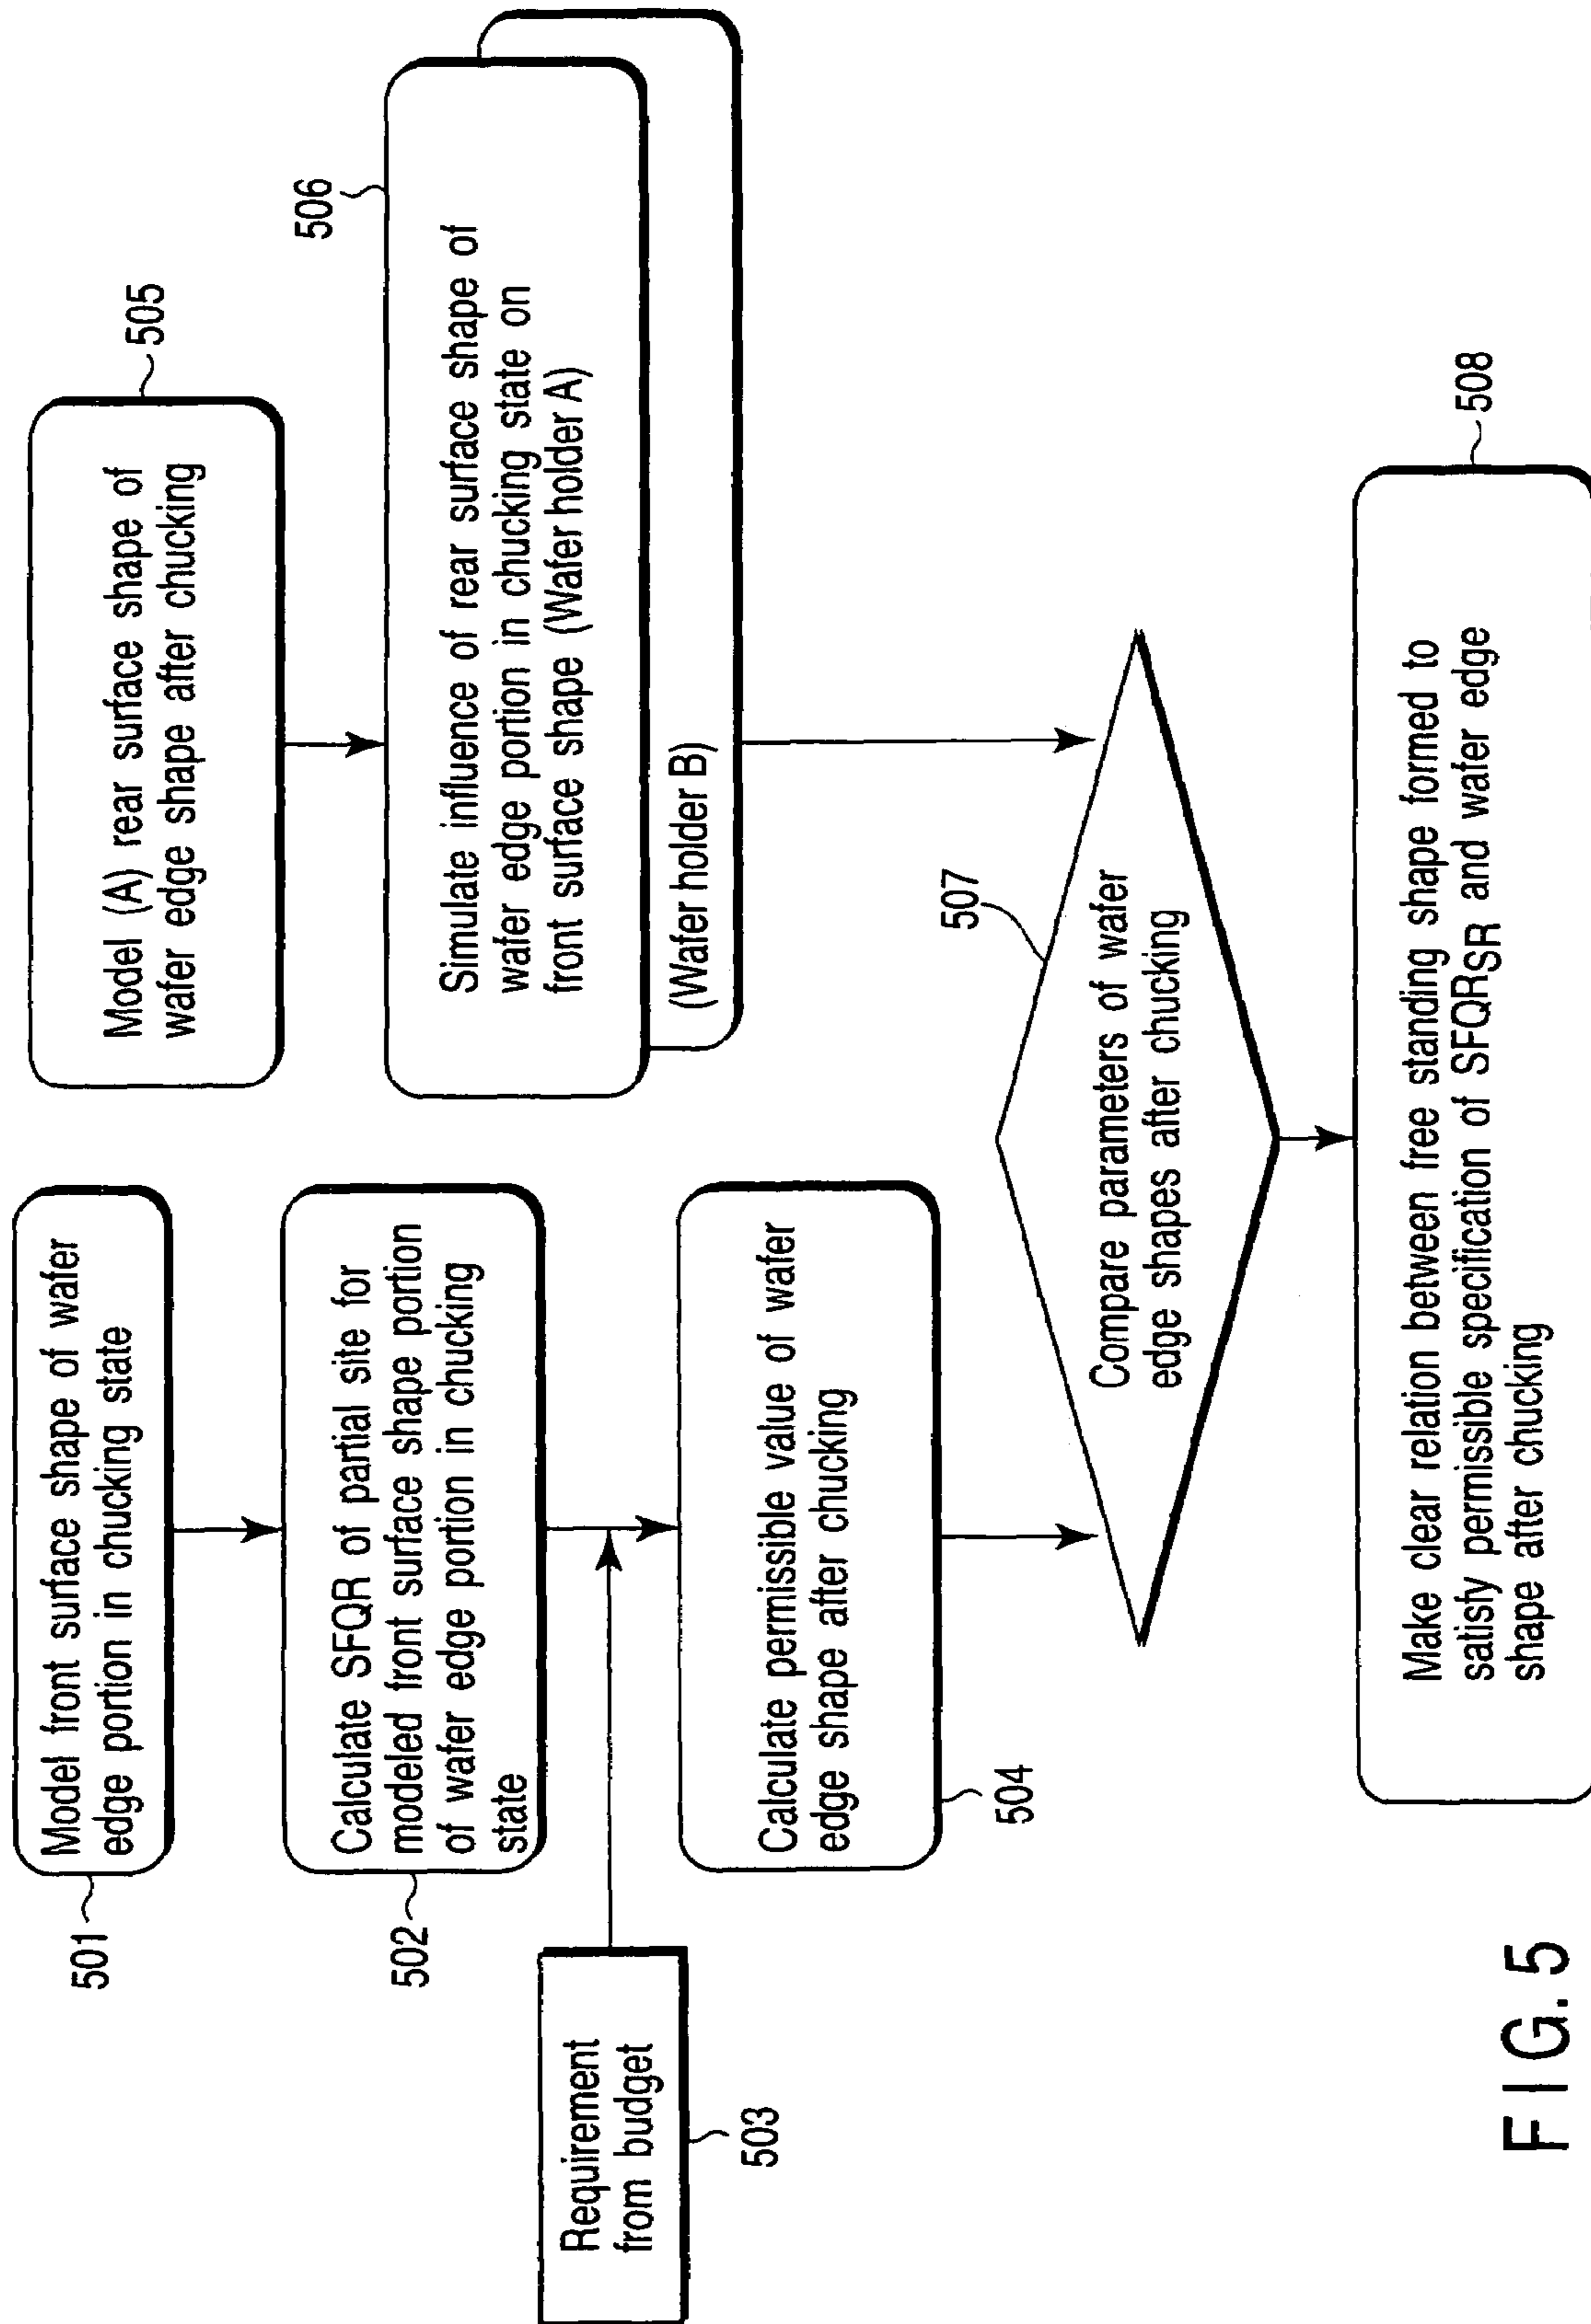 501
Model front surface shape of wafer
edge portion in chucking state
502
Calculate SFQR of partial site for
modeled front surface shape portion
of wafer edge portion in chucking
state
Requirement
from budget
503
Calculate permissible value of wafer
edge shape after chucking
504
505
Model (A) rear surface shape of
wafer edge shape after chucking
506
Simulate influence of rear surface shape of
wafer edge portion in chucking state on
front surface shape (Wafer holder A)
(Wafer holder B)
507
Compare parameters of wafer
edge shapes after chucking
508
Make clear relation between free standing shape formed to
satisfy permissible specification of SFQRSR and wafer edge
shape after chucking
FIG. 5